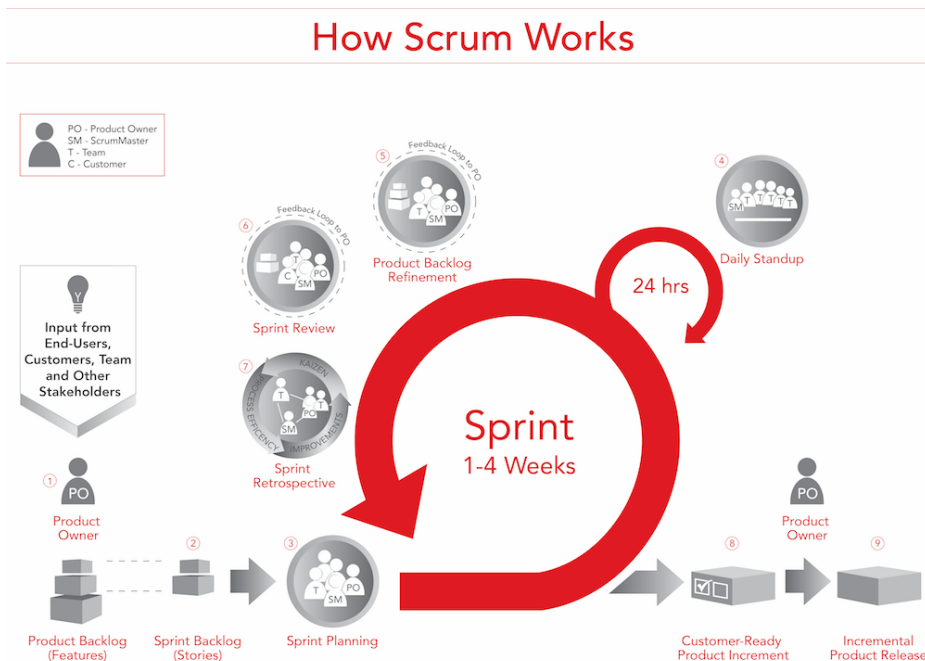 How Scrum Works
PO - Product Owner
SM - ScrumMaster
T - Team
C - Customer
Input from
End-Users,
Customers, Team
and Other
Stakeholders
1
PO
Product
Owner
Product Backlog
(Features)
2
Sprint Backlog
(Stories)
3
T
SM
PO
Sprint Planning
4
SM
T
T
T
T
T
Daily Standup
24 hrs
5
Feedback Loop to PO
T
SM
PO
Product Backlog
Refinement
6
Feedback Loop to PO
T
C
SM
PO
Sprint Review
7
KAIZEN
IMPROVEMENTS
PROCESS EFFICENCY
T
T
PO
SM
Sprint
Retrospective
Sprint
1-4 Weeks
8
Customer-Ready
Product Increment
PO
Product
Owner
9
Incremental
Product Release